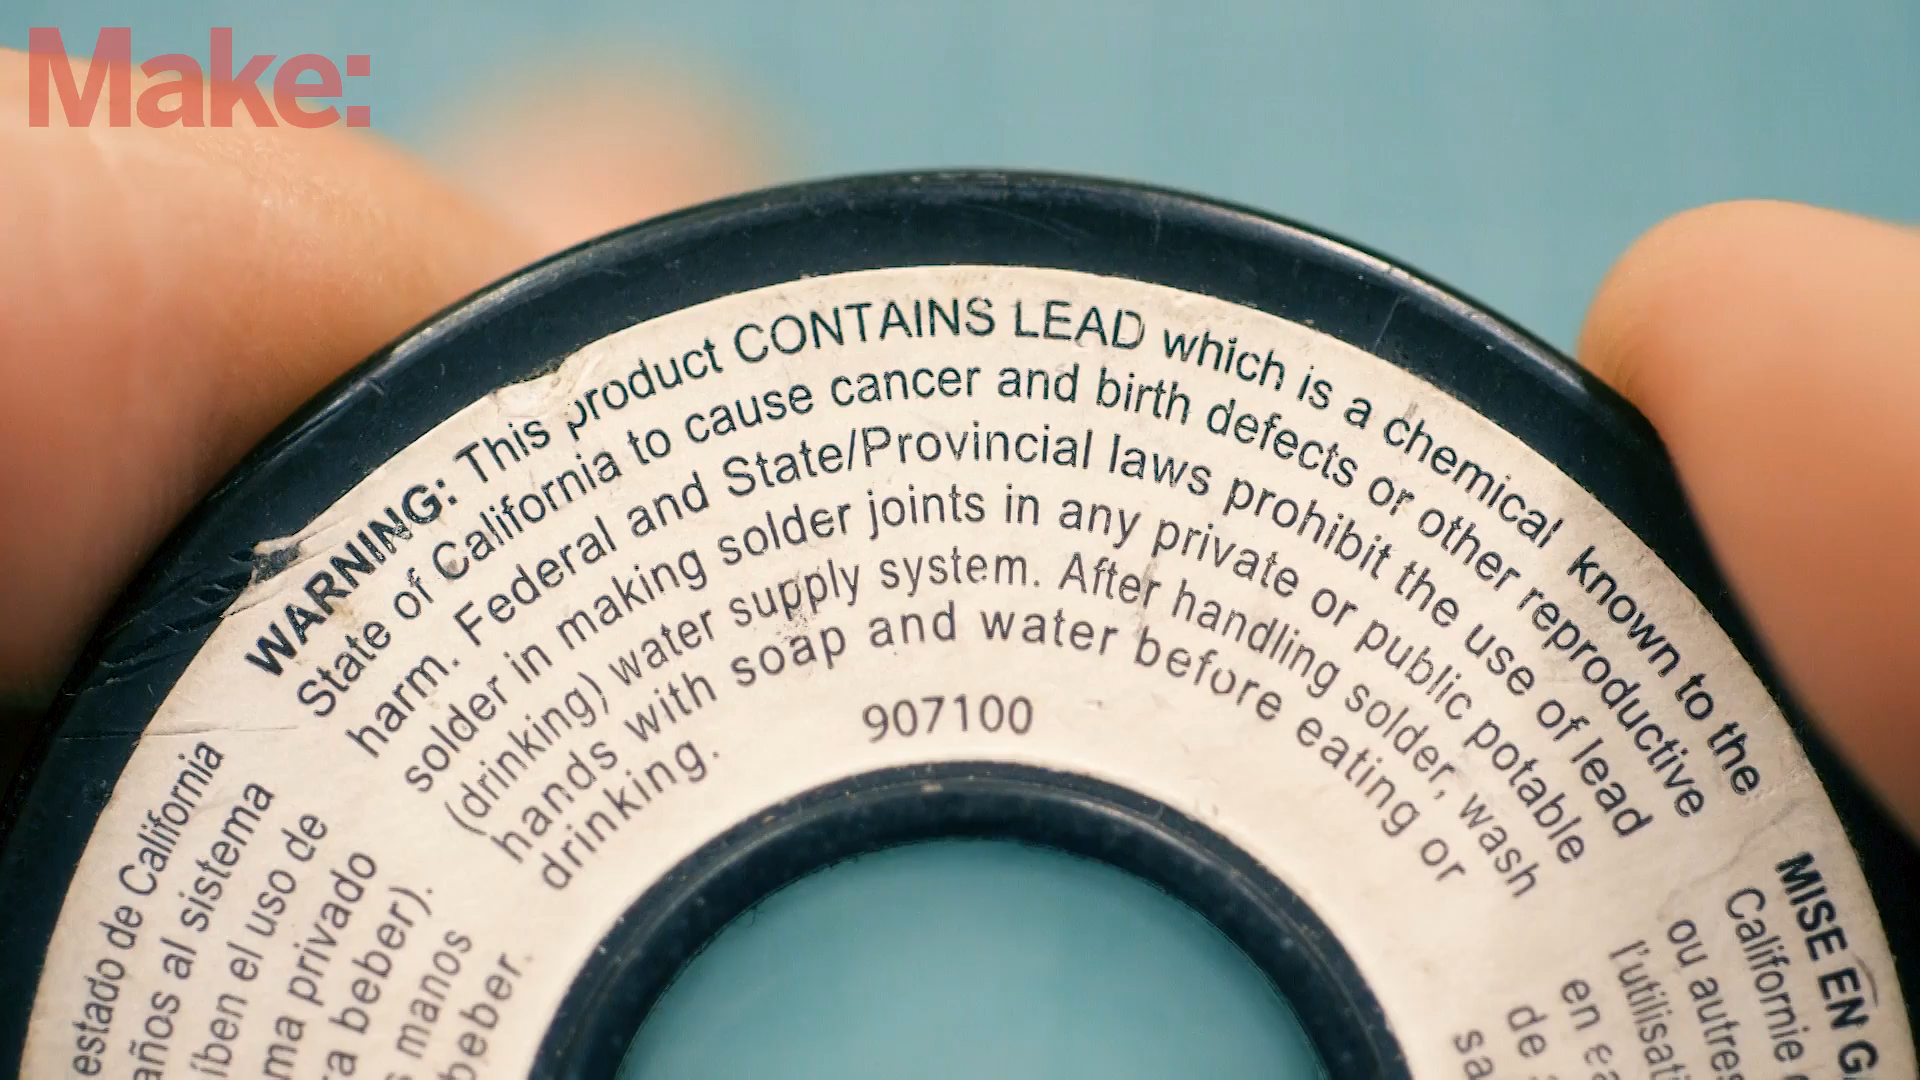 Make:
WARNING: This product CONTAINS LEAD which is a chemical known to the
State of California to cause cancer and birth defects or other reproductive
harm. Federal and State/Provincial laws prohibit the use of lead
solder in making solder joints in any private or public potable
(drinking) water supply system. After handling solder, wash
hands with soap and water before eating or
drinking.
907100
estado de California
años al sistema
el uso de
privado
beber).
manos
beber.
MISE EN
Californie
ou autres
l'utilisati
en
de